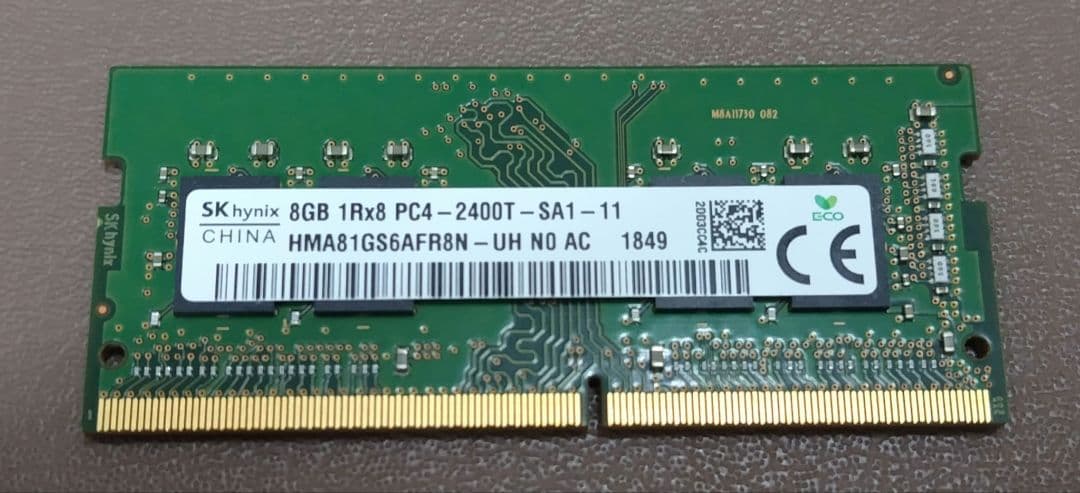 M8A11730 082
SK hynix 8GB 1Rx8 PC4-2400T-SA1-11
CHINA HMA81GS6AFR8N-UH N0 AC 1849
2D03CC4C
ECO
CE
SK hynix